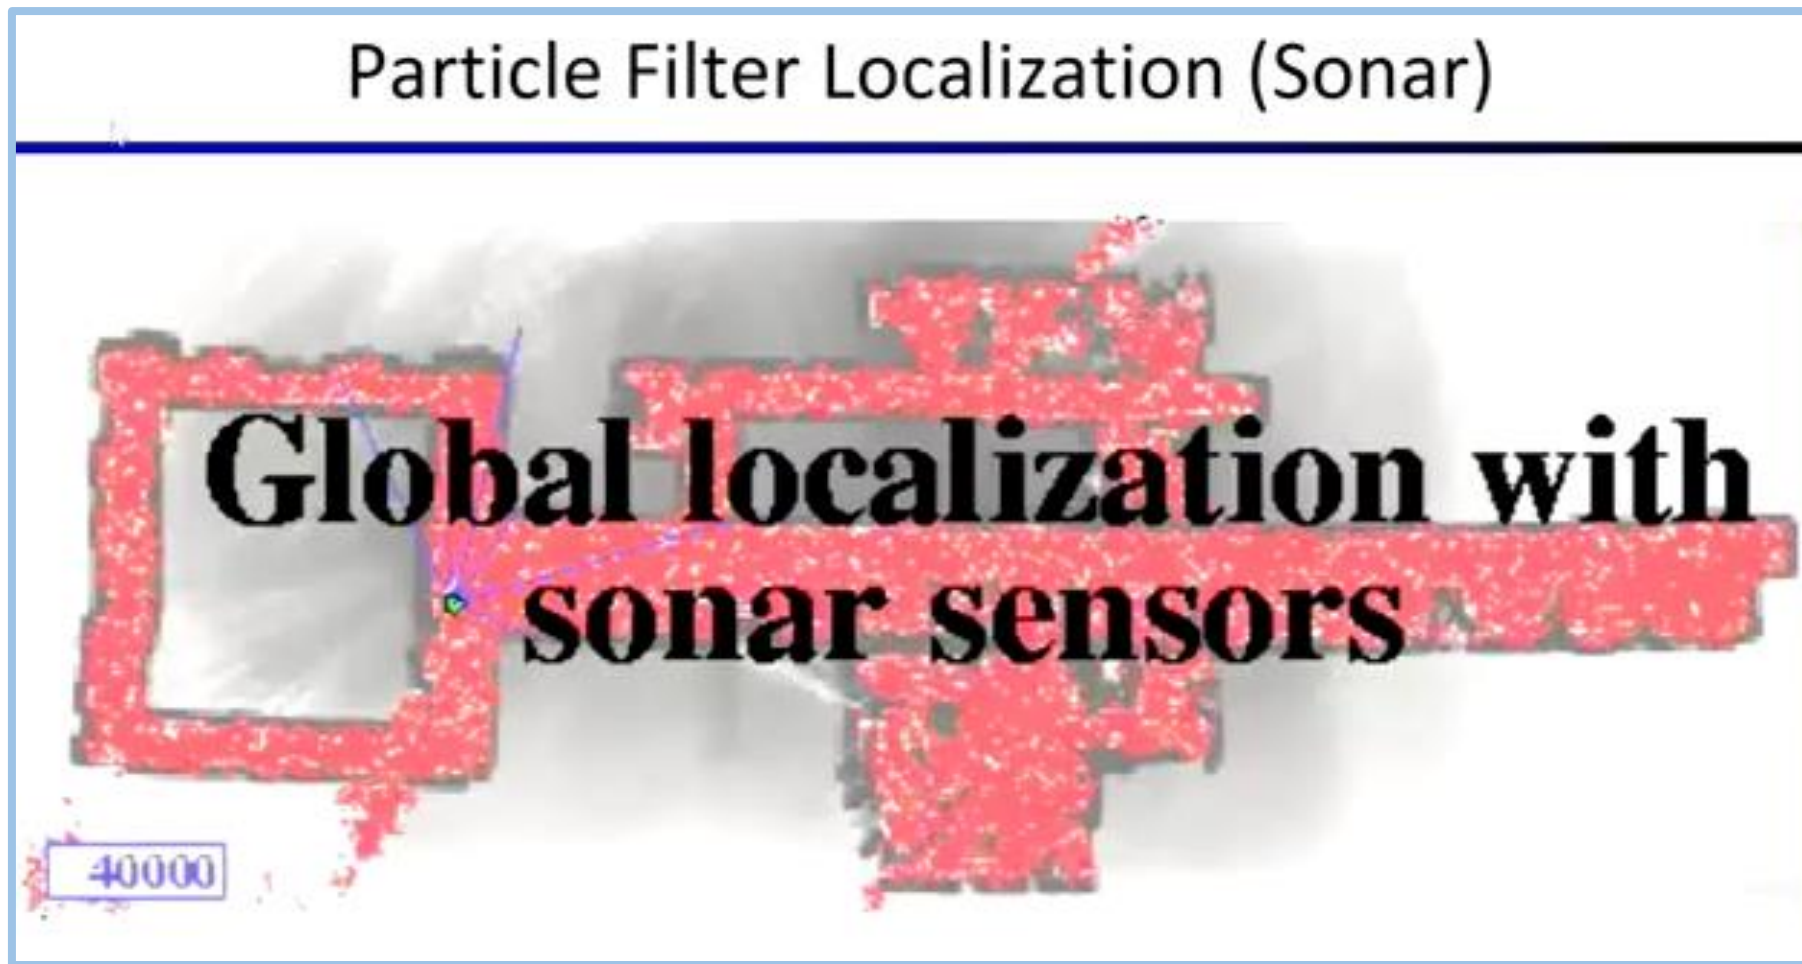 Particle Filter Localization (Sonar)
Global localization with
sonar sensors
40000